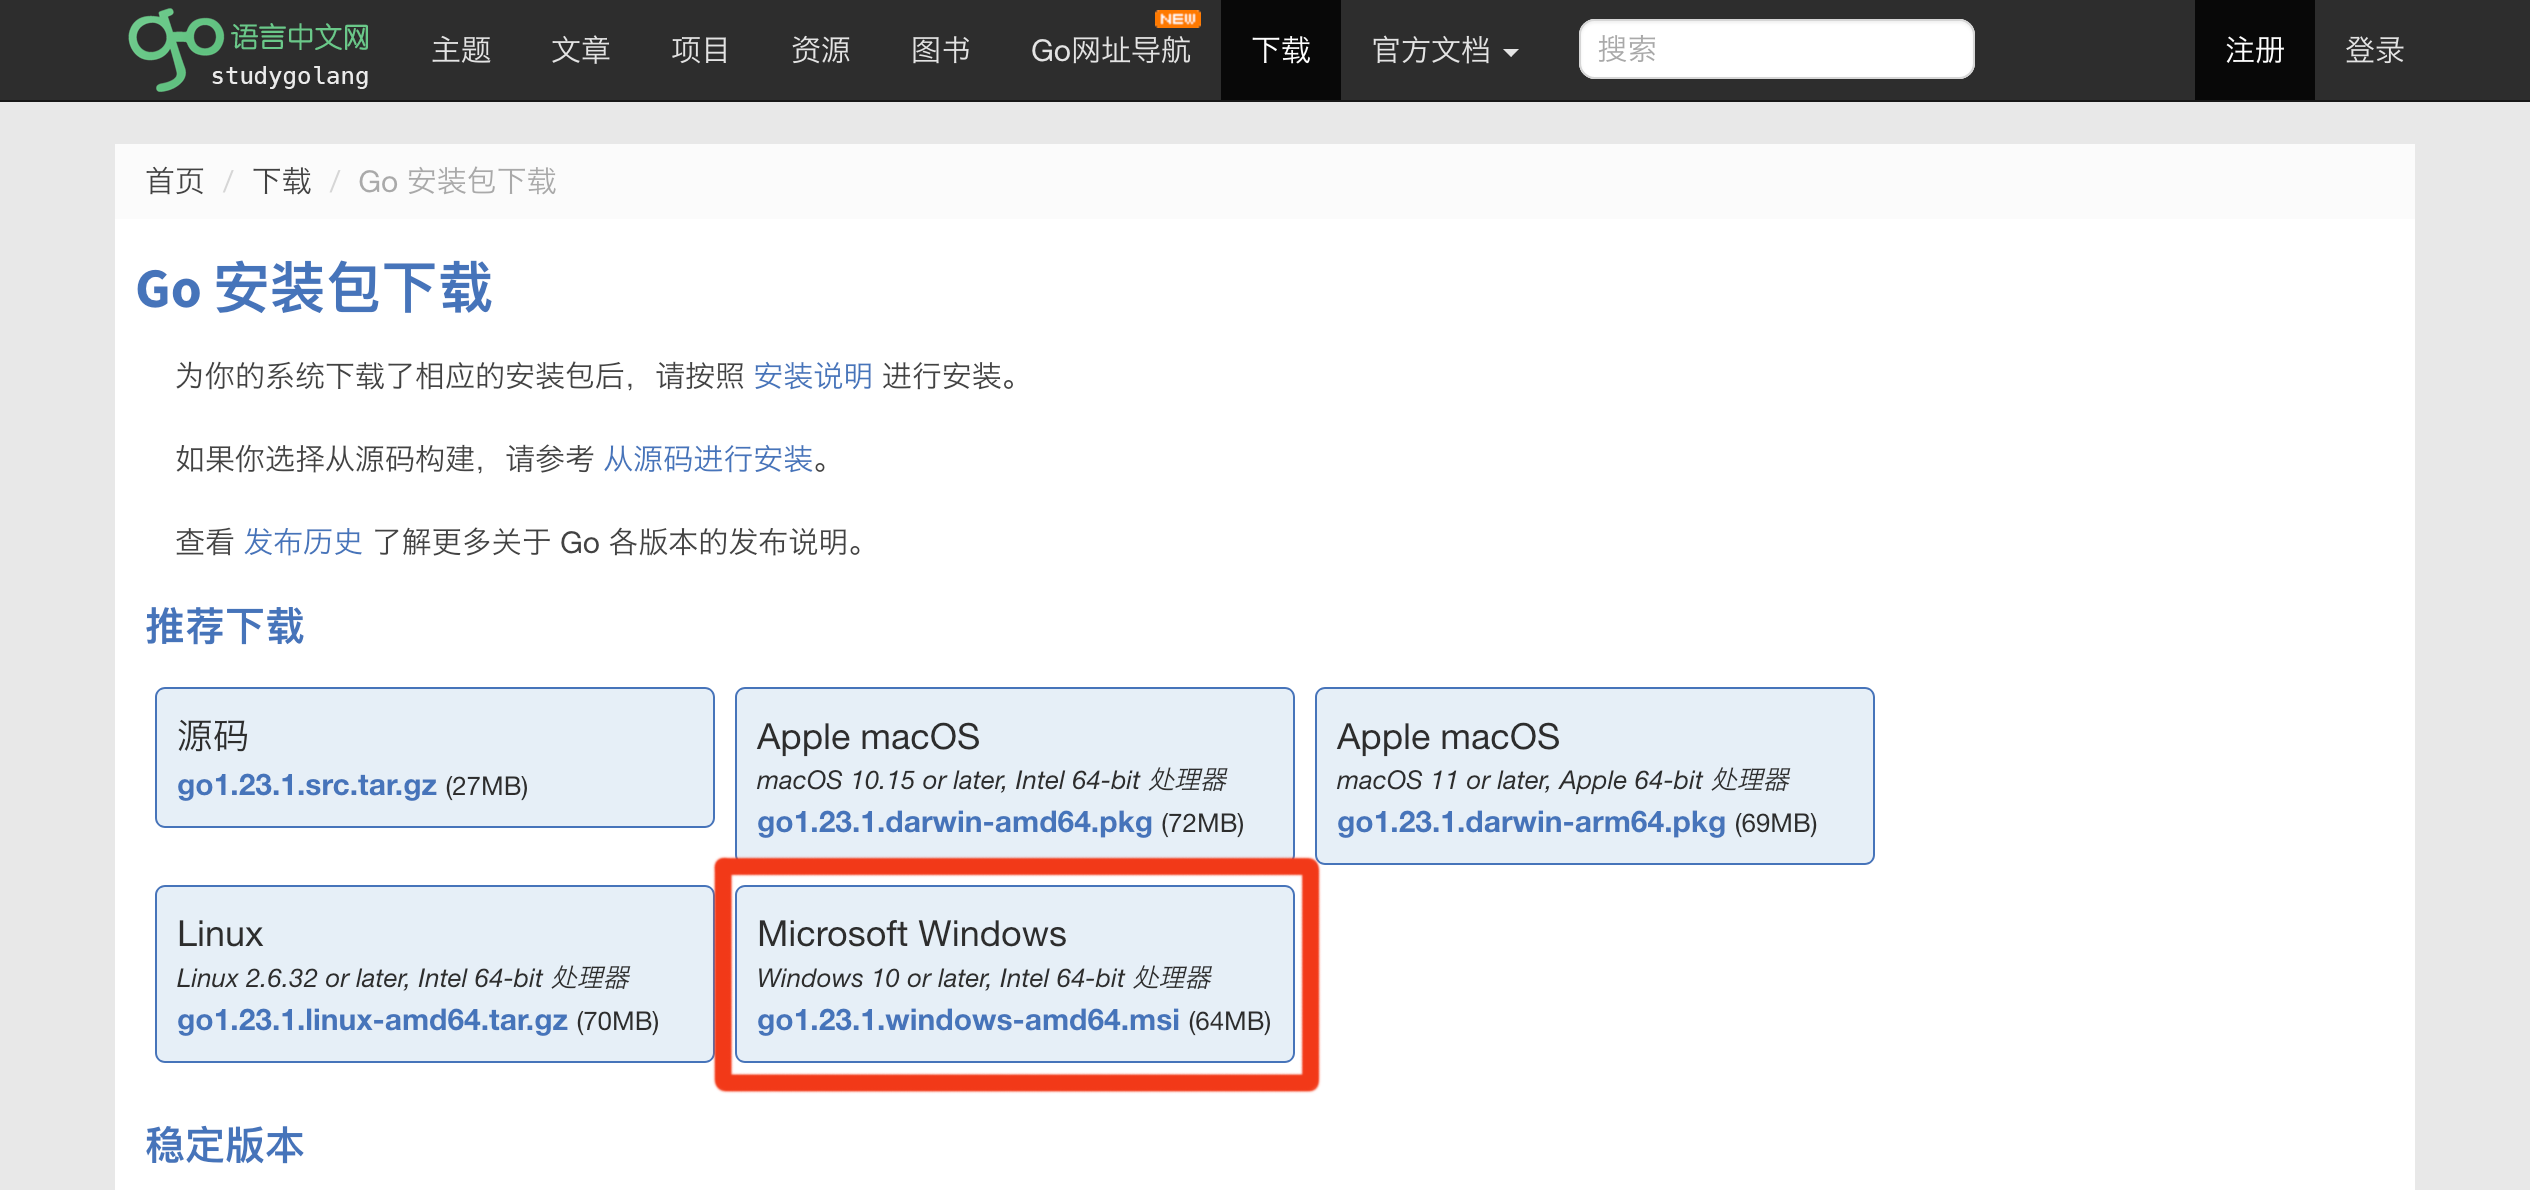 go语言中文网
studygolang
主题 文章 项目 资源 图书 Go网址导航 NEW 下载 官方文档 搜索 注册 登录
首页 / 下载 / Go 安装包下载
Go 安装包下载
为你的系统下载了相应的安装包后，请按照 安装说明 进行安装。
如果你选择从源码构建，请参考 从源码进行安装。
查看 发布历史 了解更多关于 Go 各版本的发布说明。
推荐下载
源码
go1.23.1.src.tar.gz (27MB)
Apple macOS
macOS 10.15 or later, Intel 64-bit 处理器
go1.23.1.darwin-amd64.pkg (72MB)
Apple macOS
macOS 11 or later, Apple 64-bit 处理器
go1.23.1.darwin-arm64.pkg (69MB)
Linux
Linux 2.6.32 or later, Intel 64-bit 处理器
go1.23.1.linux-amd64.tar.gz (70MB)
Microsoft Windows
Windows 10 or later, Intel 64-bit 处理器
go1.23.1.windows-amd64.msi (64MB)
稳定版本